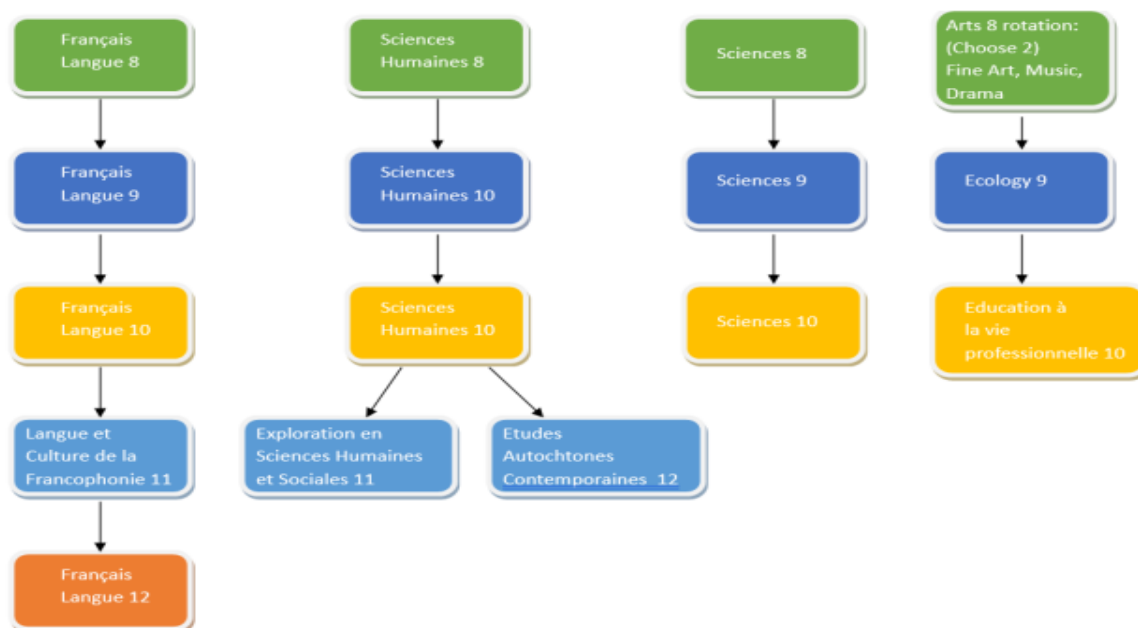 Français
Langue 8
Sciences
Humaines 8
Sciences 8
Arts 8 rotation:
(Choose 2)
Fine Art, Music,
Drama
Français
Langue 9
Sciences
Humaines 10
Sciences 9
Ecology 9
Français
Langue 10
Sciences
Humaines 10
Sciences 10
Education à
la vie
professionnelle 10
Langue et
Culture de la
Francophonie 11
Exploration en
Sciences Humaines
et Sociales 11
Etudes
Autochtones
Contemporaines 12
Français
Langue 12